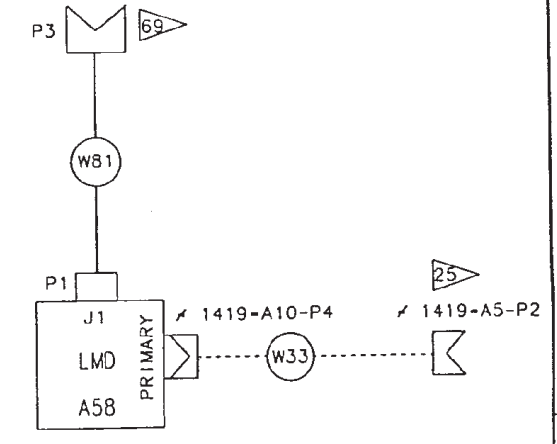 P3
69
W81
25
P1
1419-A10-P4
1419-A5-P2
J1
PRIMARY
LMD
W33
A58